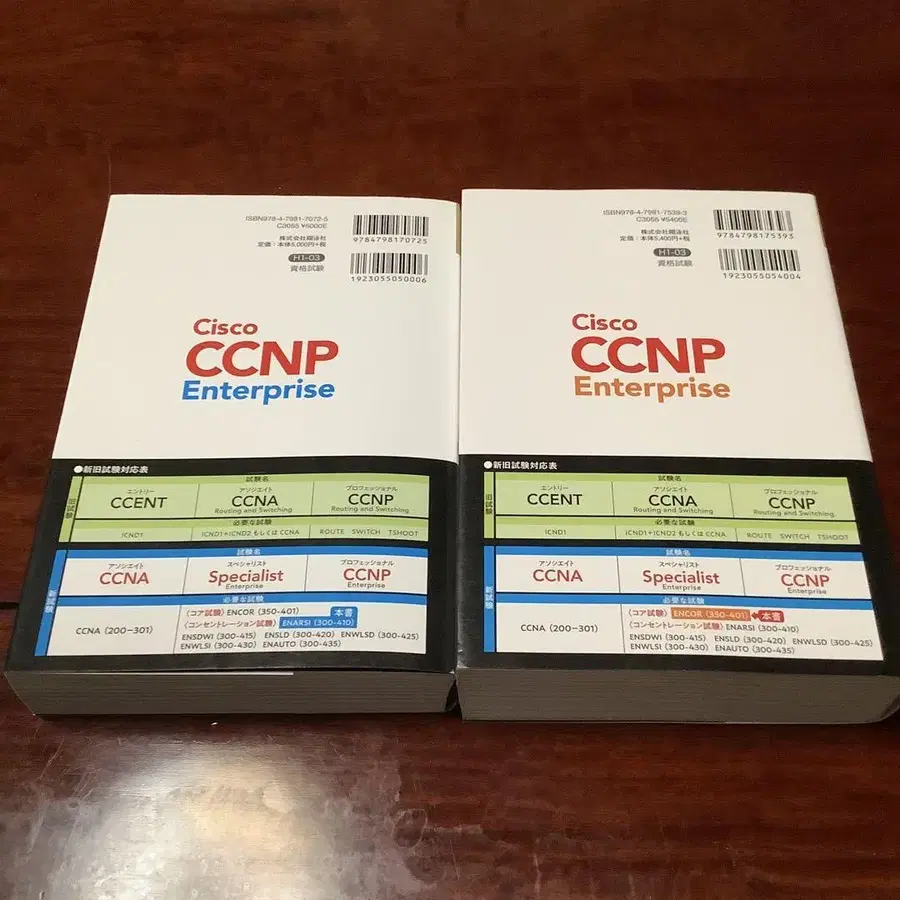 ISBN978-4-7981-7072-5
C3055 ¥5000E
株式会社翔泳社
定価:本体5,000円+税
9784798170725
H1-03
資格試験
1923055050006
Cisco
CCNP
Enterprise
●新旧試験対応表
旧試験
試験名
エントリー
CCENT
アソシエイト
CCNA
Routing and Switching
プロフェッショナル
CCNP
Routing and Switching
必要な試験
ICND1
ICND1+ICND2 もしくは CCNA
ROUTE SWITCH TSHOOT
新試験
試験名
アソシエイト
CCNA
スペシャリスト
Specialist
Enterprise
プロフェッショナル
CCNP
Enterprise
必要な試験
CCNA (200-301)
〈コア試験〉 ENCOR (350-401) 本書
〈コンセントレーション試験〉 ENARSI (300-410)
ENSDWI (300-415) ENSLD (300-420) ENWLSD (300-425)
ENWLSI (300-430) ENAUTO (300-435)
ISBN978-4-7981-7539-3
C3055 ¥5400E
株式会社翔泳社
定価:本体5,400円+税
9784798175393
H1-03
資格試験
1923055054004
Cisco
CCNP
Enterprise
●新旧試験対応表
旧試験
試験名
エントリー
CCENT
アソシエイト
CCNA
Routing and Switching
プロフェッショナル
CCNP
Routing and Switching
必要な試験
ICND1
ICND1+ICND2 もしくは CCNA
ROUTE SWITCH TSHOOT
新試験
試験名
アソシエイト
CCNA
スペシャリスト
Specialist
Enterprise
プロフェッショナル
CCNP
Enterprise
必要な試験
CCNA (200-301)
〈コア試験〉 ENCOR (350-401) 本書
〈コンセントレーション試験〉 ENARSI (300-410)
ENSDWI (300-415) ENSLD (300-420) ENWLSD (300-425)
ENWLSI (300-430) ENAUTO (300-435)